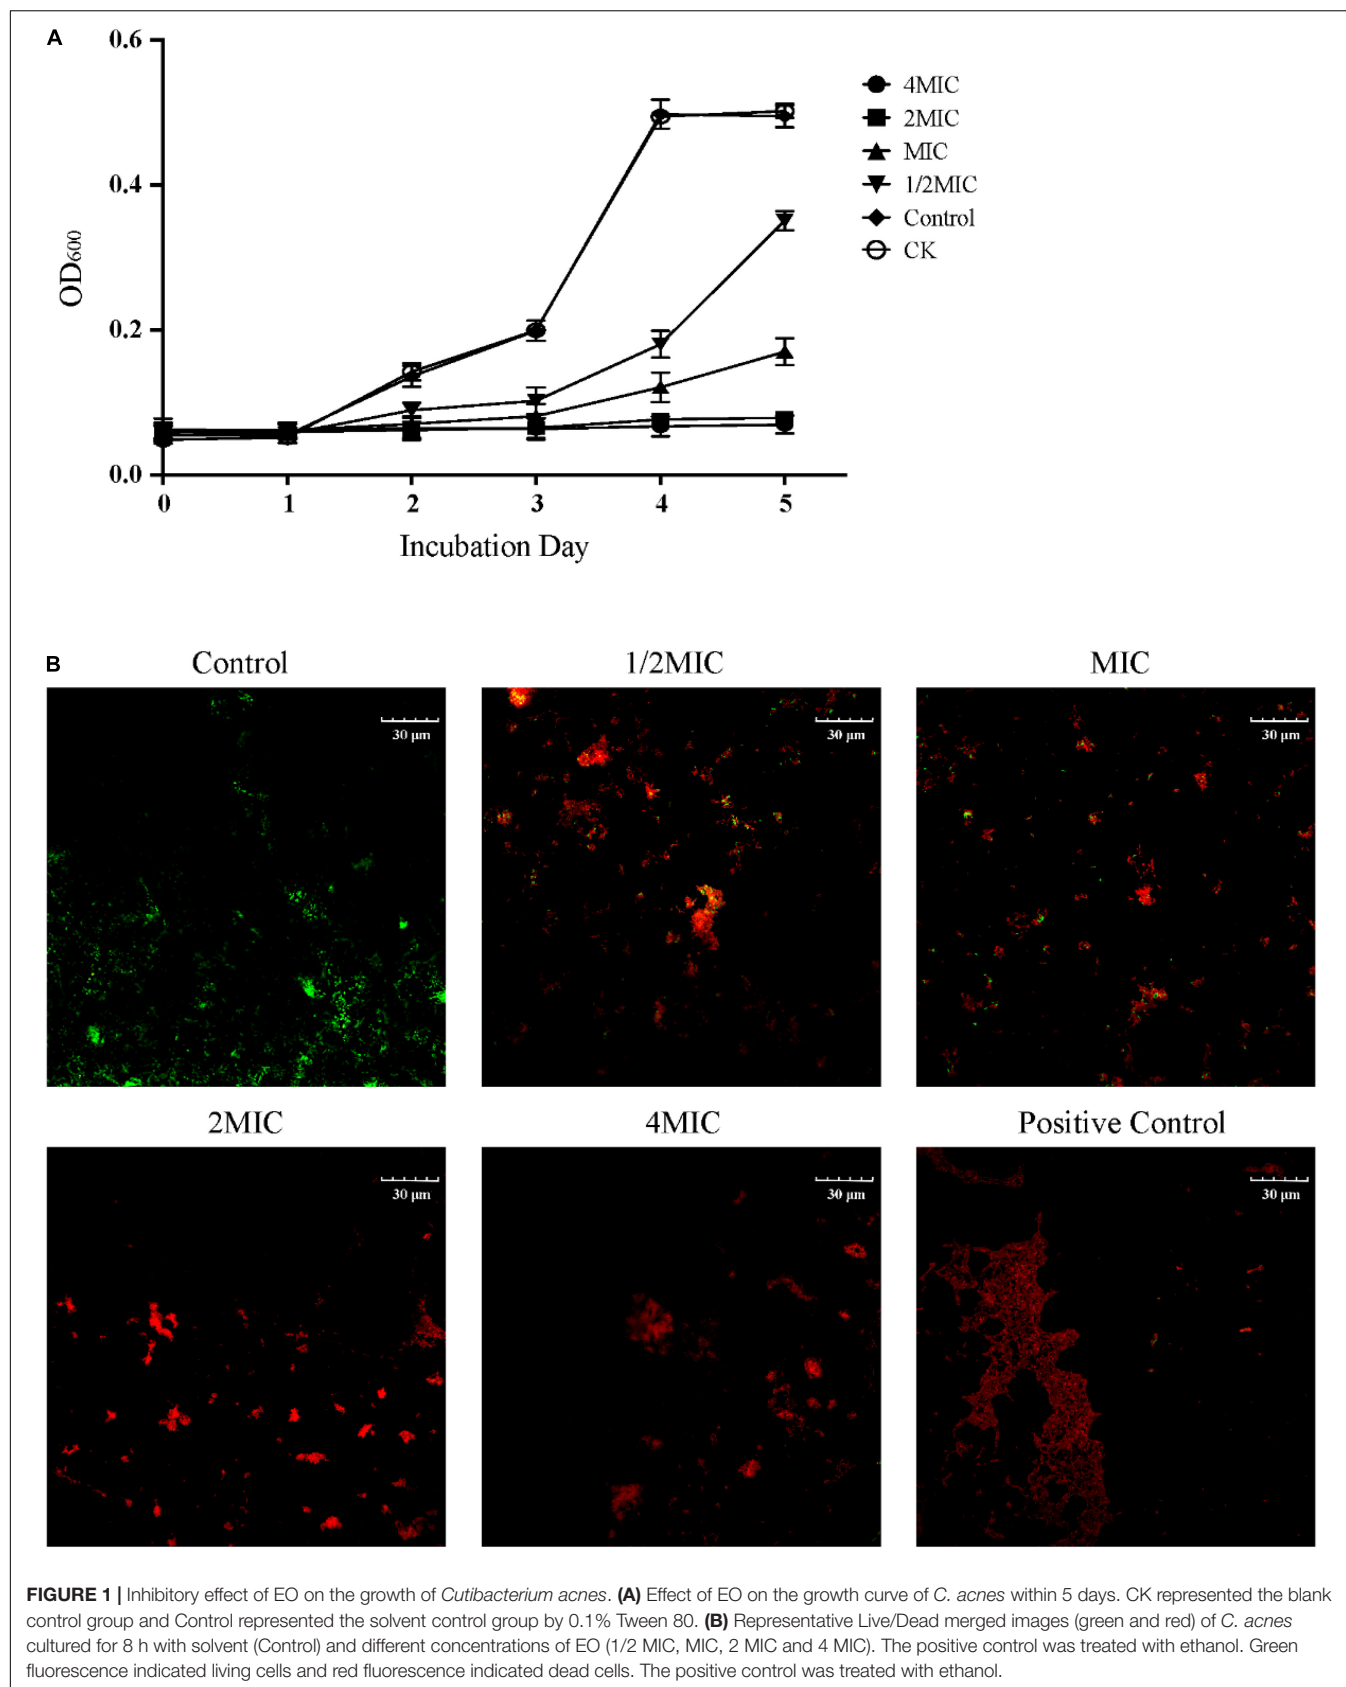 A
0.6
0.4
0.2
0.0
OD600
0
1
2
3
4
5
Incubation Day
4MIC
2MIC
MIC
1/2MIC
Control
CK
B
Control
1/2MIC
MIC
30 μm
30 μm
30 μm
2MIC
4MIC
Positive Control
30 μm
30 μm
30 μm
FIGURE 1 | Inhibitory effect of EO on the growth of Cutibacterium acnes. (A) Effect of EO on the growth curve of C. acnes within 5 days. CK represented the blank
control group and Control represented the solvent control group by 0.1% Tween 80. (B) Representative Live/Dead merged images (green and red) of C. acnes
cultured for 8 h with solvent (Control) and different concentrations of EO (1/2 MIC, MIC, 2 MIC and 4 MIC). The positive control was treated with ethanol. Green
fluorescence indicated living cells and red fluorescence indicated dead cells. The positive control was treated with ethanol.